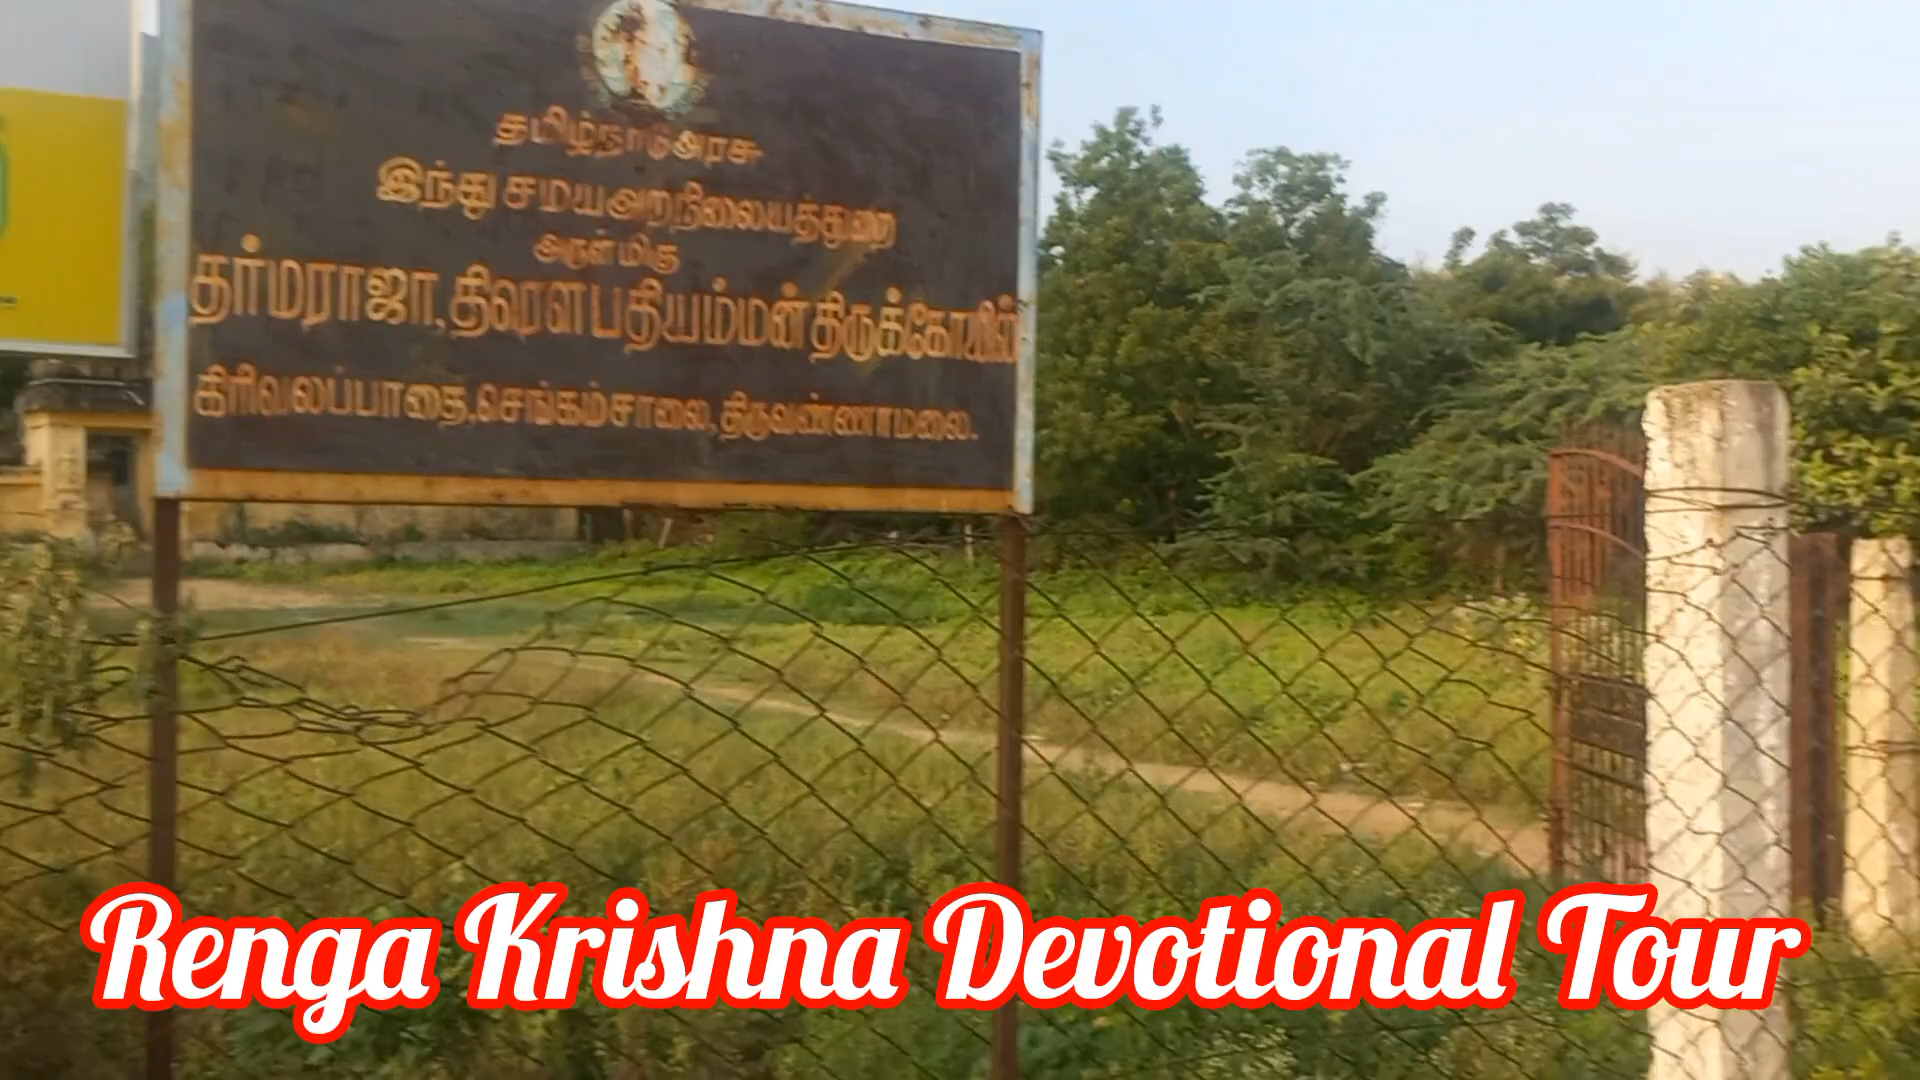 தமிழ்நாடு அரசு
இந்து சமய அறநிலையத்துறை
அருள்மிகு
தர்மராஜா, திரௌபதியம்மன் திருக்கோயில்
கிரிவலப்பாதை, செங்கம்சாலை, திருவண்ணாமலை.
Renga Krishna Devotional Tour